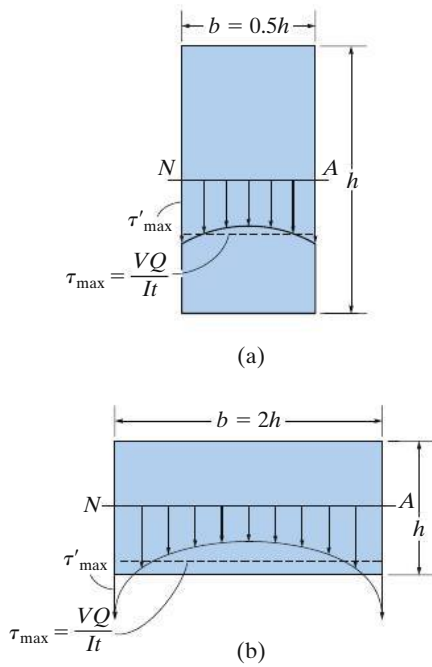 b = 0.5h
N A
h
τ'max
τmax = VQ/It
(a)
b = 2h
N A
h
τ'max
τmax = VQ/It
(b)